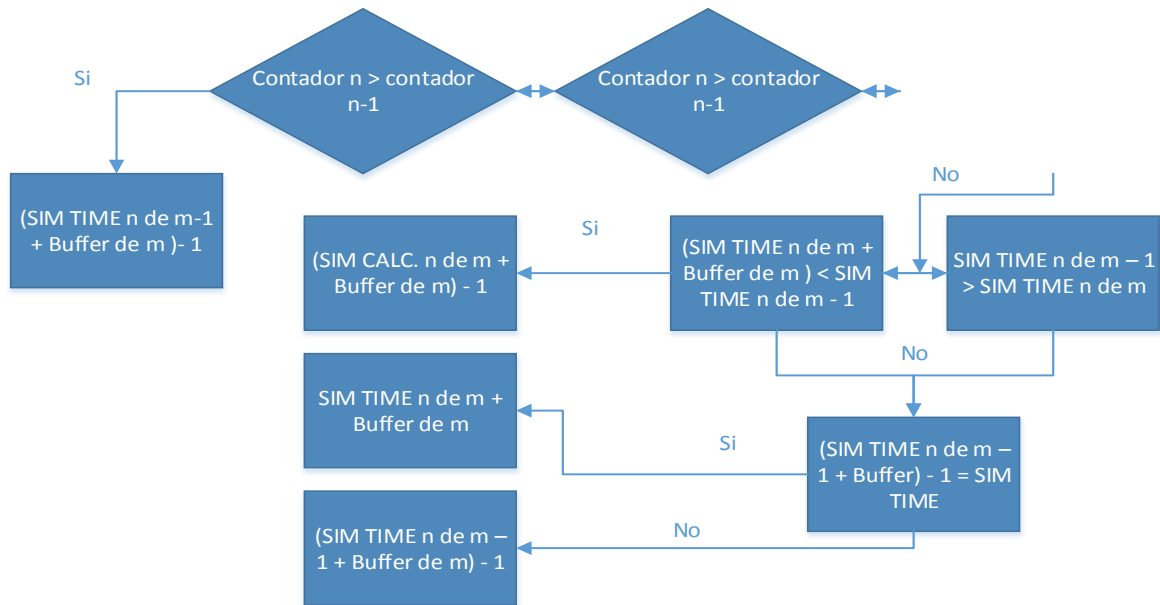 Si
Contador n > contador
n-1
Contador n > contador
n-1
No
(SIM TIME n de m-1
+ Buffer de m )- 1
Si
(SIM CALC. n de m +
Buffer de m) - 1
(SIM TIME n de m +
Buffer de m ) < SIM
TIME n de m - 1
SIM TIME n de m – 1
> SIM TIME n de m
No
SIM TIME n de m +
Buffer de m
Si
(SIM TIME n de m –
1 + Buffer) - 1 = SIM
TIME
(SIM TIME n de m –
1 + Buffer de m) - 1
No